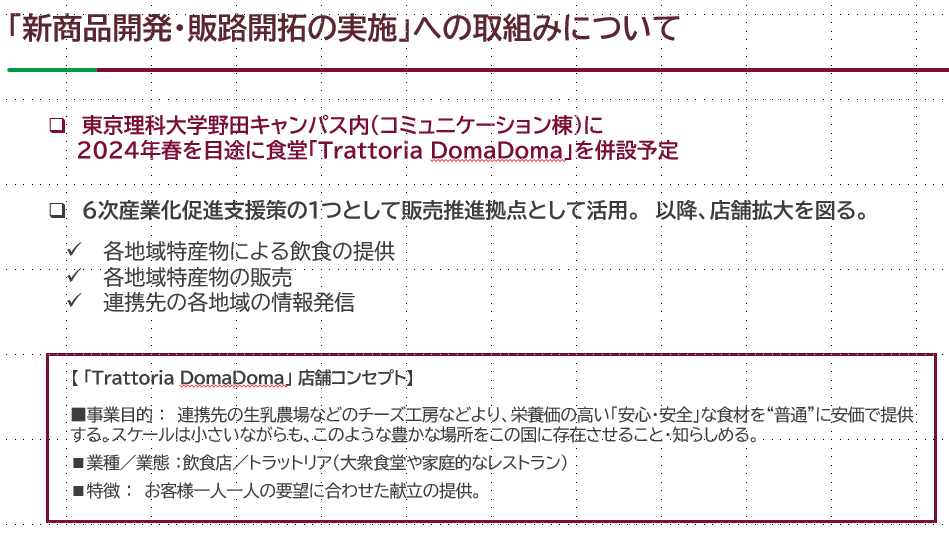 「新商品開発・販路開拓の実施」への取組みについて
❑ 東京理科大学野田キャンパス内(コミュニケーション棟)に
2024年春を目途に食堂「Trattoria DomaDoma」を併設予定
❑ 6次産業化促進支援策の1つとして販売推進拠点として活用。 以降、店舗拡大を図る。
✓ 各地域特産物による飲食の提供
✓ 各地域特産物の販売
✓ 連携先の各地域の情報発信
【「Trattoria DomaDoma」 店舗コンセプト】
■事業目的: 連携先の生乳農場などのチーズ工房などより、栄養価の高い「安心・安全」な食材を“普通”に安価で提供
する。スケールは小さいながらも、このような豊かな場所をこの国に存在させること・知らしめる。
■業種/業態:飲食店/トラットリア(大衆食堂や家庭的なレストラン)
■特徴: お客様一人一人の要望に合わせた献立の提供。